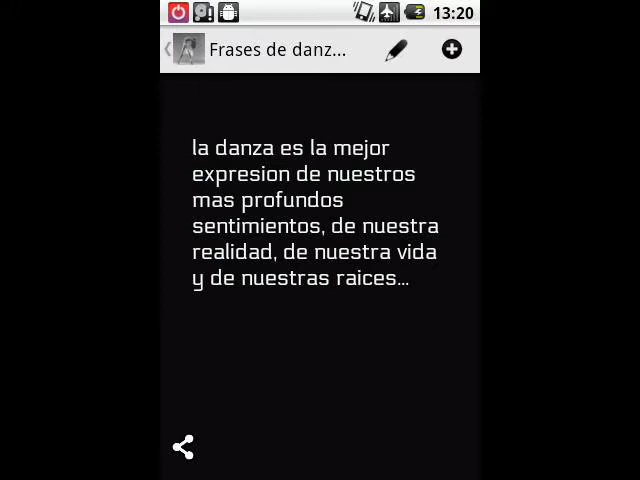 13:20
Frases de danz...
la danza es la mejor
expresion de nuestros
mas profundos
sentimientos, de nuestra
realidad, de nuestra vida
y de nuestras raices...